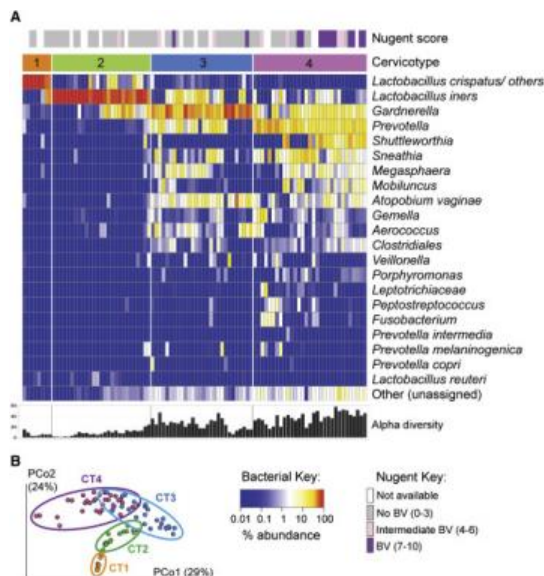 A
Nugent score
1 2 3 4 Cervicotype
Lactobacillus crispatus/ others
Lactobacillus iners
Gardnerella
Prevotella
Shuttleworthia
Sneathia
Megasphaera
Mobiluncus
Atopobium vaginae
Gemella
Aerococcus
Clostridiales
Veillonella
Porphyromonas
Leptotrichiaceae
Peptostreptococcus
Fusobacterium
Prevotella intermedia
Prevotella melaninogenica
Prevotella copri
Lactobacillus reuteri
Other (unassigned)
Alpha diversity
B
PCo2
(24%)
CT4
CT3
CT2
CT1
PCo1 (29%)
Bacterial Key:
0.01 0.1 1 10 100
% abundance
Nugent Key:
Not available
No BV (0-3)
Intermediate BV (4-6)
BV (7-10)